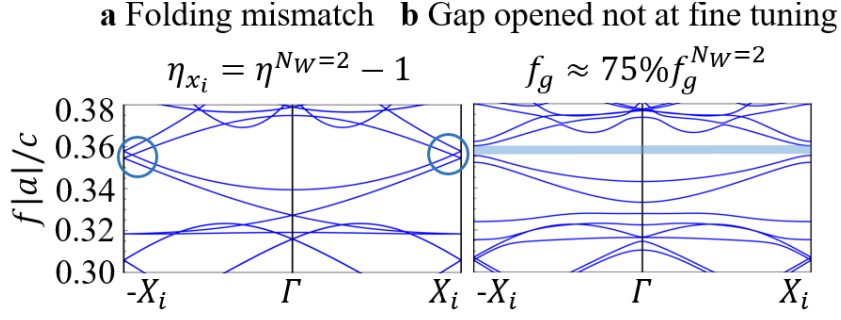 a Folding mismatch b Gap opened not at fine tuning
η_{x_i} = η^{N_W=2} − 1 f_g ≈ 75%f_g^{N_W=2}
f|a|/c
0.38
0.36
0.34
0.32
0.30
-X_i Γ X_i -X_i Γ X_i